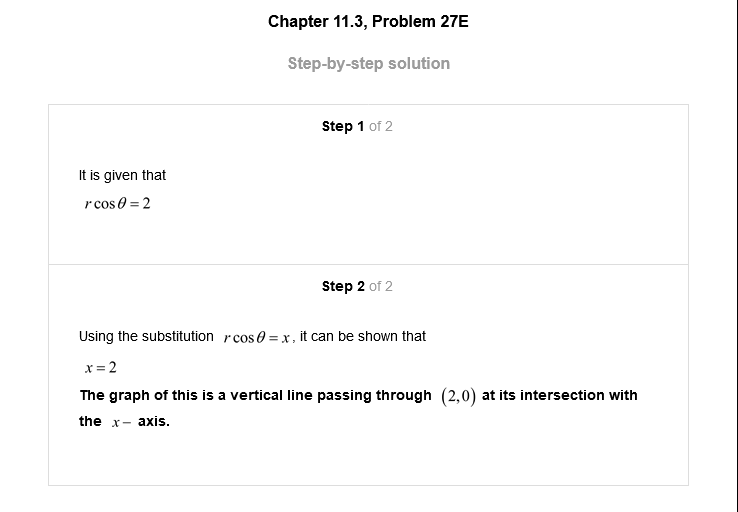 Chapter 11.3, Problem 27E
Step-by-step solution
Step 1 of 2
It is given that
r cos θ = 2
Step 2 of 2
Using the substitution r cos θ = x, it can be shown that
x = 2
The graph of this is a vertical line passing through (2,0) at its intersection with
the x− axis.